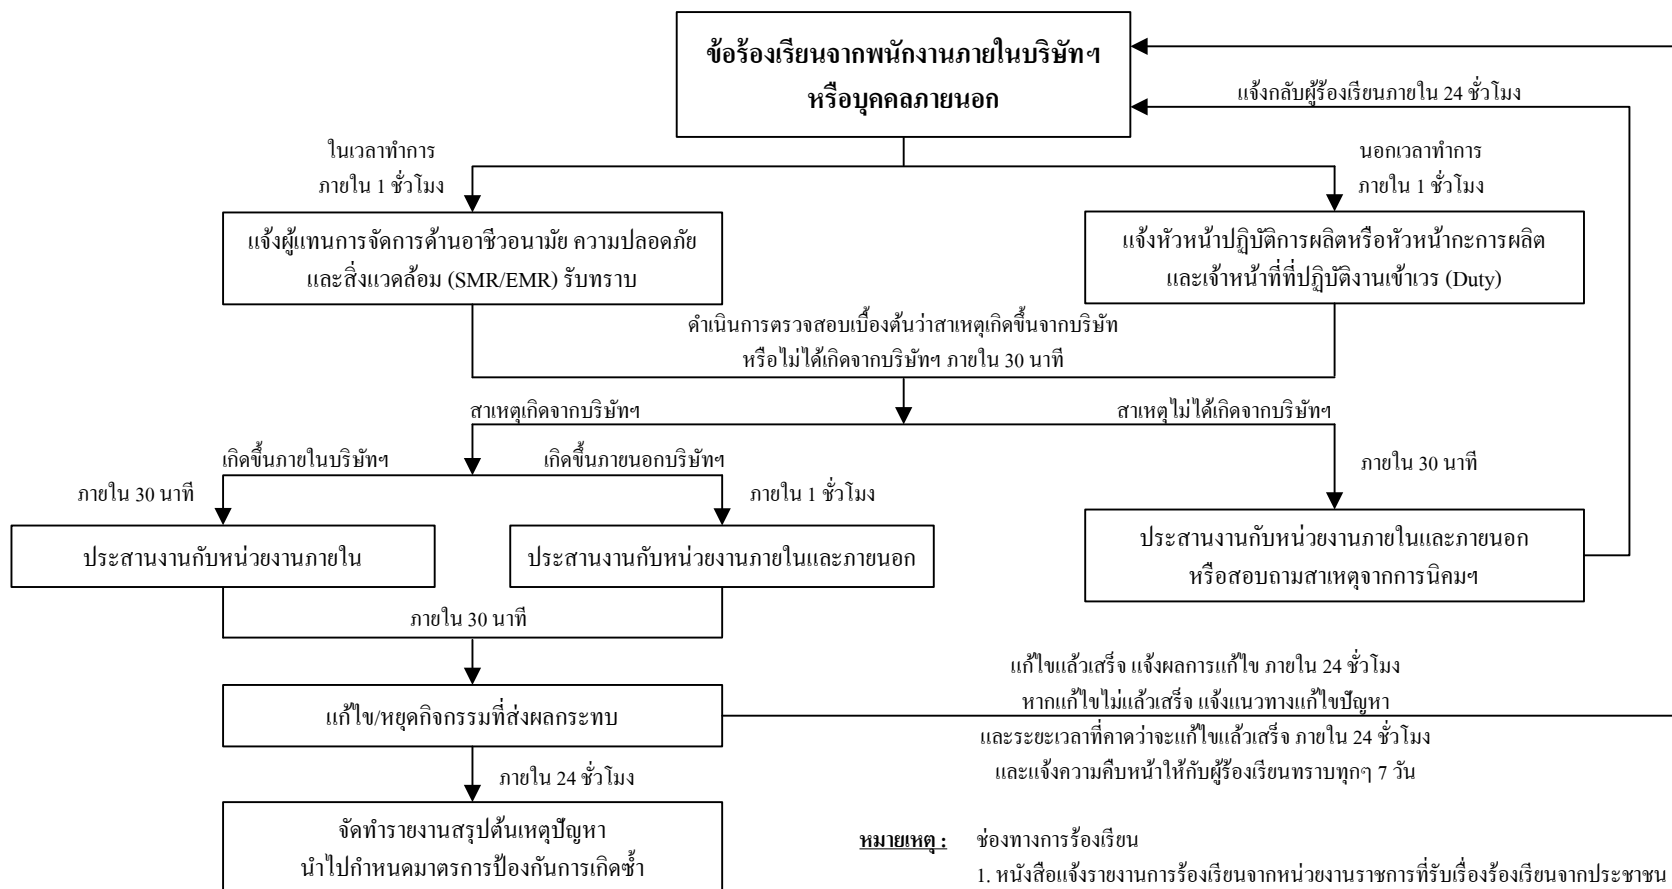 ข้อร้องเรียนจากพนักงานภายในบริษัทฯ
หรือบุคคลภายนอก
แจ้งกลับผู้ร้องเรียนภายใน 24 ชั่วโมง
ในเวลาทำการ
ภายใน 1 ชั่วโมง
นอกเวลาทำการ
ภายใน 1 ชั่วโมง
แจ้งผู้แทนการจัดการด้านอาชีวอนามัย ความปลอดภัย
และสิ่งแวดล้อม (SMR/EMR) รับทราบ
แจ้งหัวหน้าปฏิบัติการผลิตหรือหัวหน้ากะการผลิต
และเจ้าหน้าที่ที่ปฏิบัติงานเข้าเวร (Duty)
ดำเนินการตรวจสอบเบื้องต้นว่าสาเหตุเกิดขึ้นจากบริษัท
หรือไม่ได้เกิดจากบริษัทฯ ภายใน 30 นาที
สาเหตุเกิดจากบริษัทฯ
สาเหตุไม่ได้เกิดจากบริษัทฯ
เกิดขึ้นภายในบริษัทฯ
เกิดขึ้นภายนอกบริษัทฯ
ภายใน 30 นาที
ภายใน 30 นาที
ภายใน 1 ชั่วโมง
ประสานงานกับหน่วยงานภายใน
ประสานงานกับหน่วยงานภายในและภายนอก
ประสานงานกับหน่วยงานภายในและภายนอก
หรือสอบถามสาเหตุจากการนิคมฯ
ภายใน 30 นาที
แก้ไข/หยุดกิจกรรมที่ส่งผลกระทบ
แก้ไขแล้วเสร็จ แจ้งผลการแก้ไข ภายใน 24 ชั่วโมง
หากแก้ไขไม่แล้วเสร็จ แจ้งแนวทางแก้ไขปัญหา
และระยะเวลาที่คาดว่าจะแก้ไขแล้วเสร็จ ภายใน 24 ชั่วโมง
และแจ้งความคืบหน้าให้กับผู้ร้องเรียนทราบทุกๆ 7 วัน
ภายใน 24 ชั่วโมง
จัดทำรายงานสรุปต้นเหตุปัญหา
นำไปกำหนดมาตรการป้องกันการเกิดซ้ำ
หมายเหตุ : ช่องทางการร้องเรียน
1. หนังสือแจ้งรายงานการร้องเรียนจากหน่วยงานราชการที่รับเรื่องร้องเรียนจากประชาชน